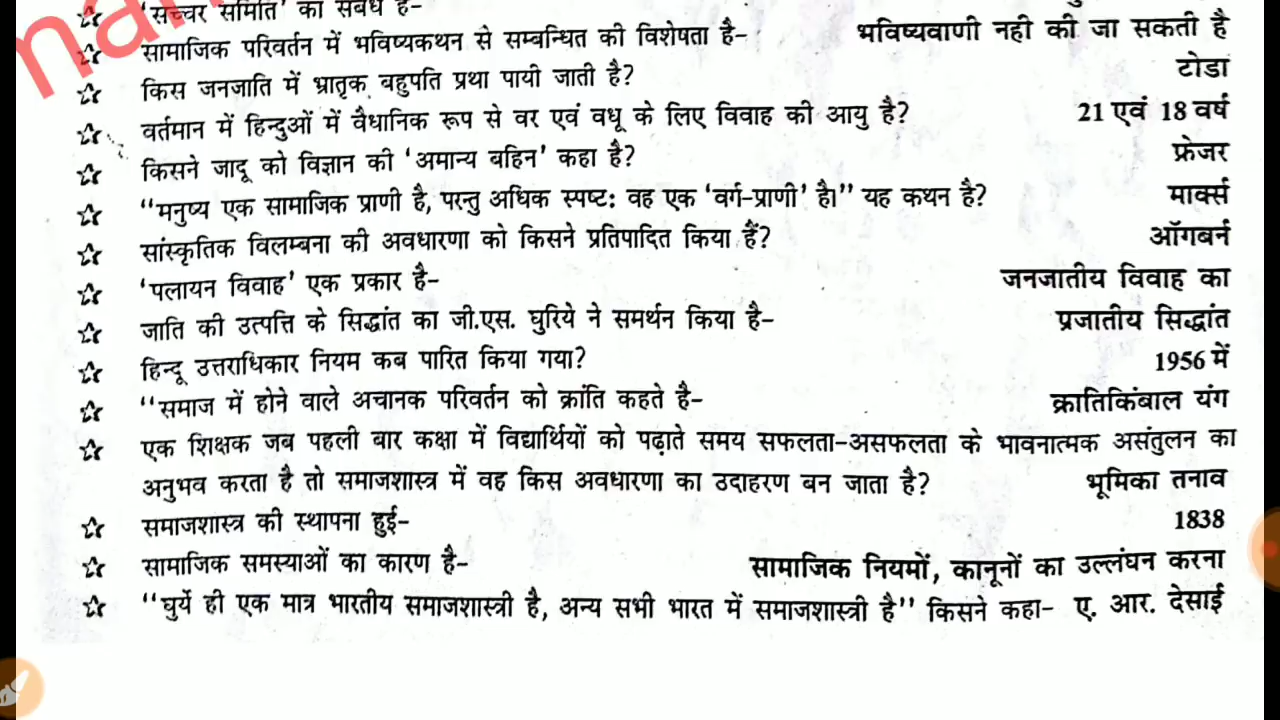 'सच्चर समिति' का संबंध है-
सामाजिक परिवर्तन में भविष्यकथन से सम्बन्धित की विशेषता है- भविष्यवाणी नही की जा सकती है
किस जनजाति में भ्रातृक बहुपति प्रथा पायी जाती है? टोडा
वर्तमान में हिन्दुओं में वैधानिक रूप से वर एवं वधू के लिए विवाह की आयु है? 21 एवं 18 वर्ष
किसने जादू को विज्ञान की 'अमान्य बहिन' कहा है? फ्रेजर
"मनुष्य एक सामाजिक प्राणी है, परन्तु अधिक स्पष्ट: वह एक 'वर्ग-प्राणी' है।" यह कथन है? मार्क्स
सांस्कृतिक विलम्बना की अवधारणा को किसने प्रतिपादित किया हैं? ऑगबर्न
'पलायन विवाह' एक प्रकार है- जनजातीय विवाह का
जाति की उत्पत्ति के सिद्धांत का जी.एस. घुरिये ने समर्थन किया है- प्रजातीय सिद्धांत
हिन्दू उत्तराधिकार नियम कब पारित किया गया? 1956 में
"समाज में होने वाले अचानक परिवर्तन को क्रांति कहते है- क्रातिकिंबाल यंग
एक शिक्षक जब पहली बार कक्षा में विद्यार्थियों को पढ़ाते समय सफलता-असफलता के भावनात्मक असंतुलन का
अनुभव करता है तो समाजशास्त्र में वह किस अवधारणा का उदाहरण बन जाता है? भूमिका तनाव
समाजशास्त्र की स्थापना हुई- 1838
सामाजिक समस्याओं का कारण है- सामाजिक नियमों, कानूनों का उल्लंघन करना
"घुर्ये ही एक मात्र भारतीय समाजशास्त्री है, अन्य सभी भारत में समाजशास्त्री है" किसने कहा- ए. आर. देसाई